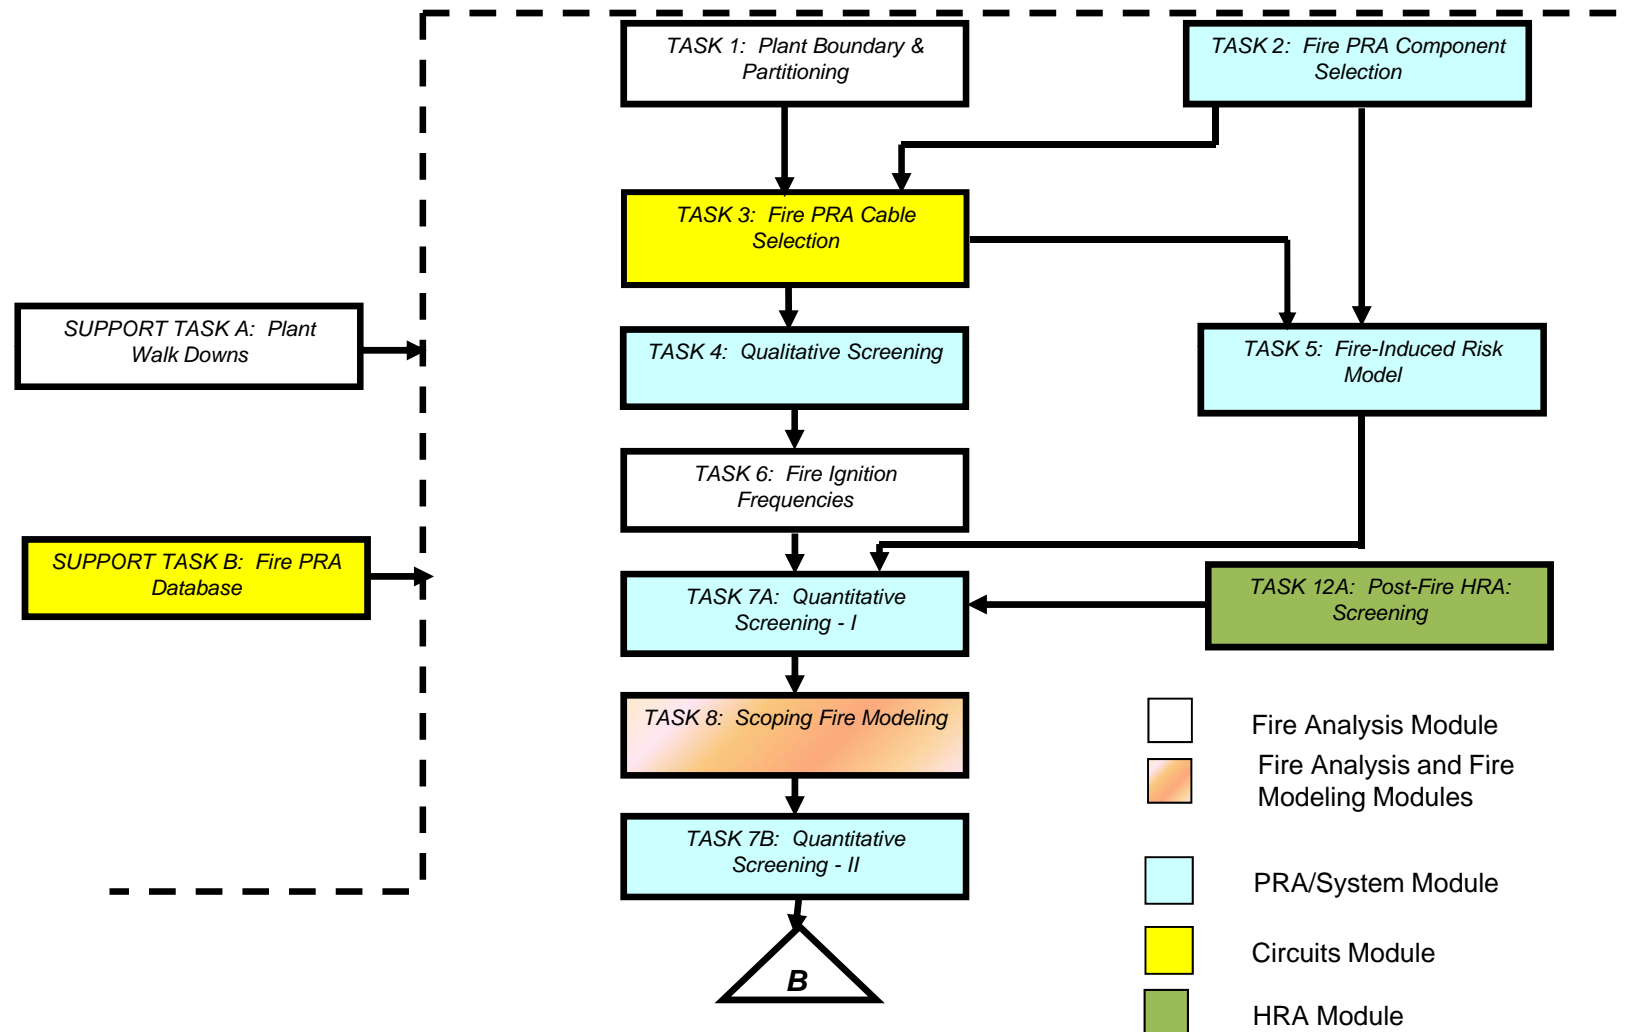 TASK 1: Plant Boundary &
Partitioning
TASK 2: Fire PRA Component
Selection
TASK 3: Fire PRA Cable
Selection
SUPPORT TASK A: Plant
Walk Downs
TASK 4: Qualitative Screening
TASK 5: Fire-Induced Risk
Model
TASK 6: Fire Ignition
Frequencies
SUPPORT TASK B: Fire PRA
Database
TASK 7A: Quantitative
Screening - I
TASK 12A: Post-Fire HRA:
Screening
TASK 8: Scoping Fire Modeling
TASK 7B: Quantitative
Screening - II
B
Fire Analysis Module
Fire Analysis and Fire
Modeling Modules
PRA/System Module
Circuits Module
HRA Module